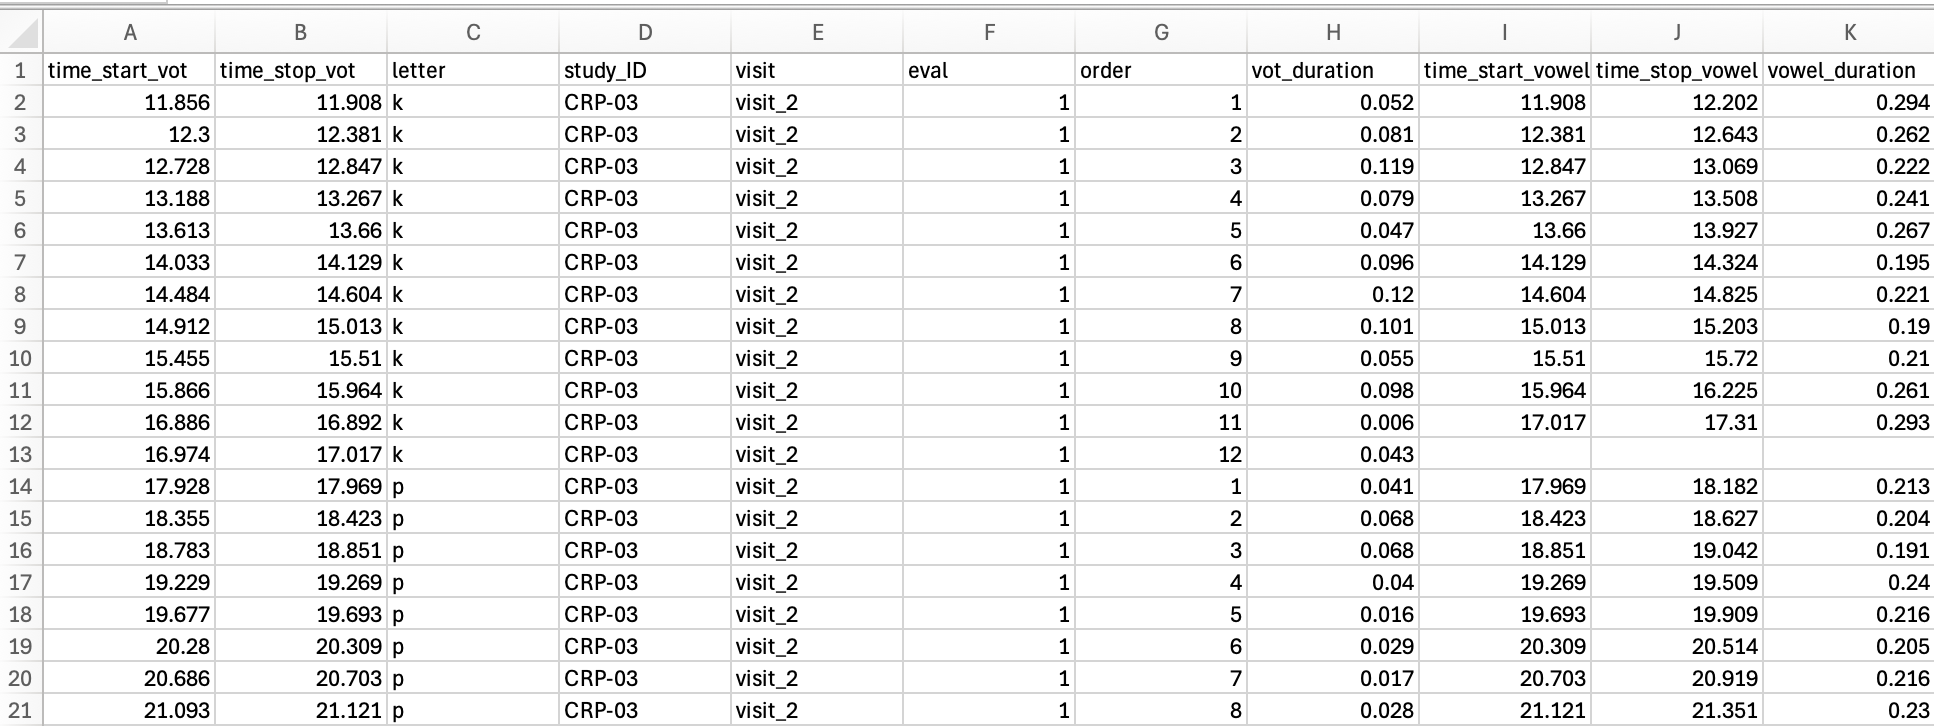 A B C D E F G H I J K
1 time_start_vot time_stop_vot letter study_ID visit eval order vot_duration time_start_vowel time_stop_vowel vowel_duration
2 11.856 11.908 k CRP-03 visit_2 1 1 0.052 11.908 12.202 0.294
3 12.3 12.381 k CRP-03 visit_2 1 2 0.081 12.381 12.643 0.262
4 12.728 12.847 k CRP-03 visit_2 1 3 0.119 12.847 13.069 0.222
5 13.188 13.267 k CRP-03 visit_2 1 4 0.079 13.267 13.508 0.241
6 13.613 13.66 k CRP-03 visit_2 1 5 0.047 13.66 13.927 0.267
7 14.033 14.129 k CRP-03 visit_2 1 6 0.096 14.129 14.324 0.195
8 14.484 14.604 k CRP-03 visit_2 1 7 0.12 14.604 14.825 0.221
9 14.912 15.013 k CRP-03 visit_2 1 8 0.101 15.013 15.203 0.19
10 15.455 15.51 k CRP-03 visit_2 1 9 0.055 15.51 15.72 0.21
11 15.866 15.964 k CRP-03 visit_2 1 10 0.098 15.964 16.225 0.261
12 16.886 16.892 k CRP-03 visit_2 1 11 0.006 17.017 17.31 0.293
13 16.974 17.017 k CRP-03 visit_2 1 12 0.043
14 17.928 17.969 p CRP-03 visit_2 1 1 0.041 17.969 18.182 0.213
15 18.355 18.423 p CRP-03 visit_2 1 2 0.068 18.423 18.627 0.204
16 18.783 18.851 p CRP-03 visit_2 1 3 0.068 18.851 19.042 0.191
17 19.229 19.269 p CRP-03 visit_2 1 4 0.04 19.269 19.509 0.24
18 19.677 19.693 p CRP-03 visit_2 1 5 0.016 19.693 19.909 0.216
19 20.28 20.309 p CRP-03 visit_2 1 6 0.029 20.309 20.514 0.205
20 20.686 20.703 p CRP-03 visit_2 1 7 0.017 20.703 20.919 0.216
21 21.093 21.121 p CRP-03 visit_2 1 8 0.028 21.121 21.351 0.23